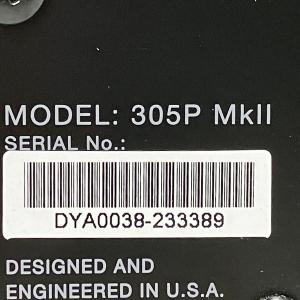 MODEL: 305P MkII
SERIAL No.:
DYA0038-233389
DESIGNED AND
ENGINEERED IN U.S.A.